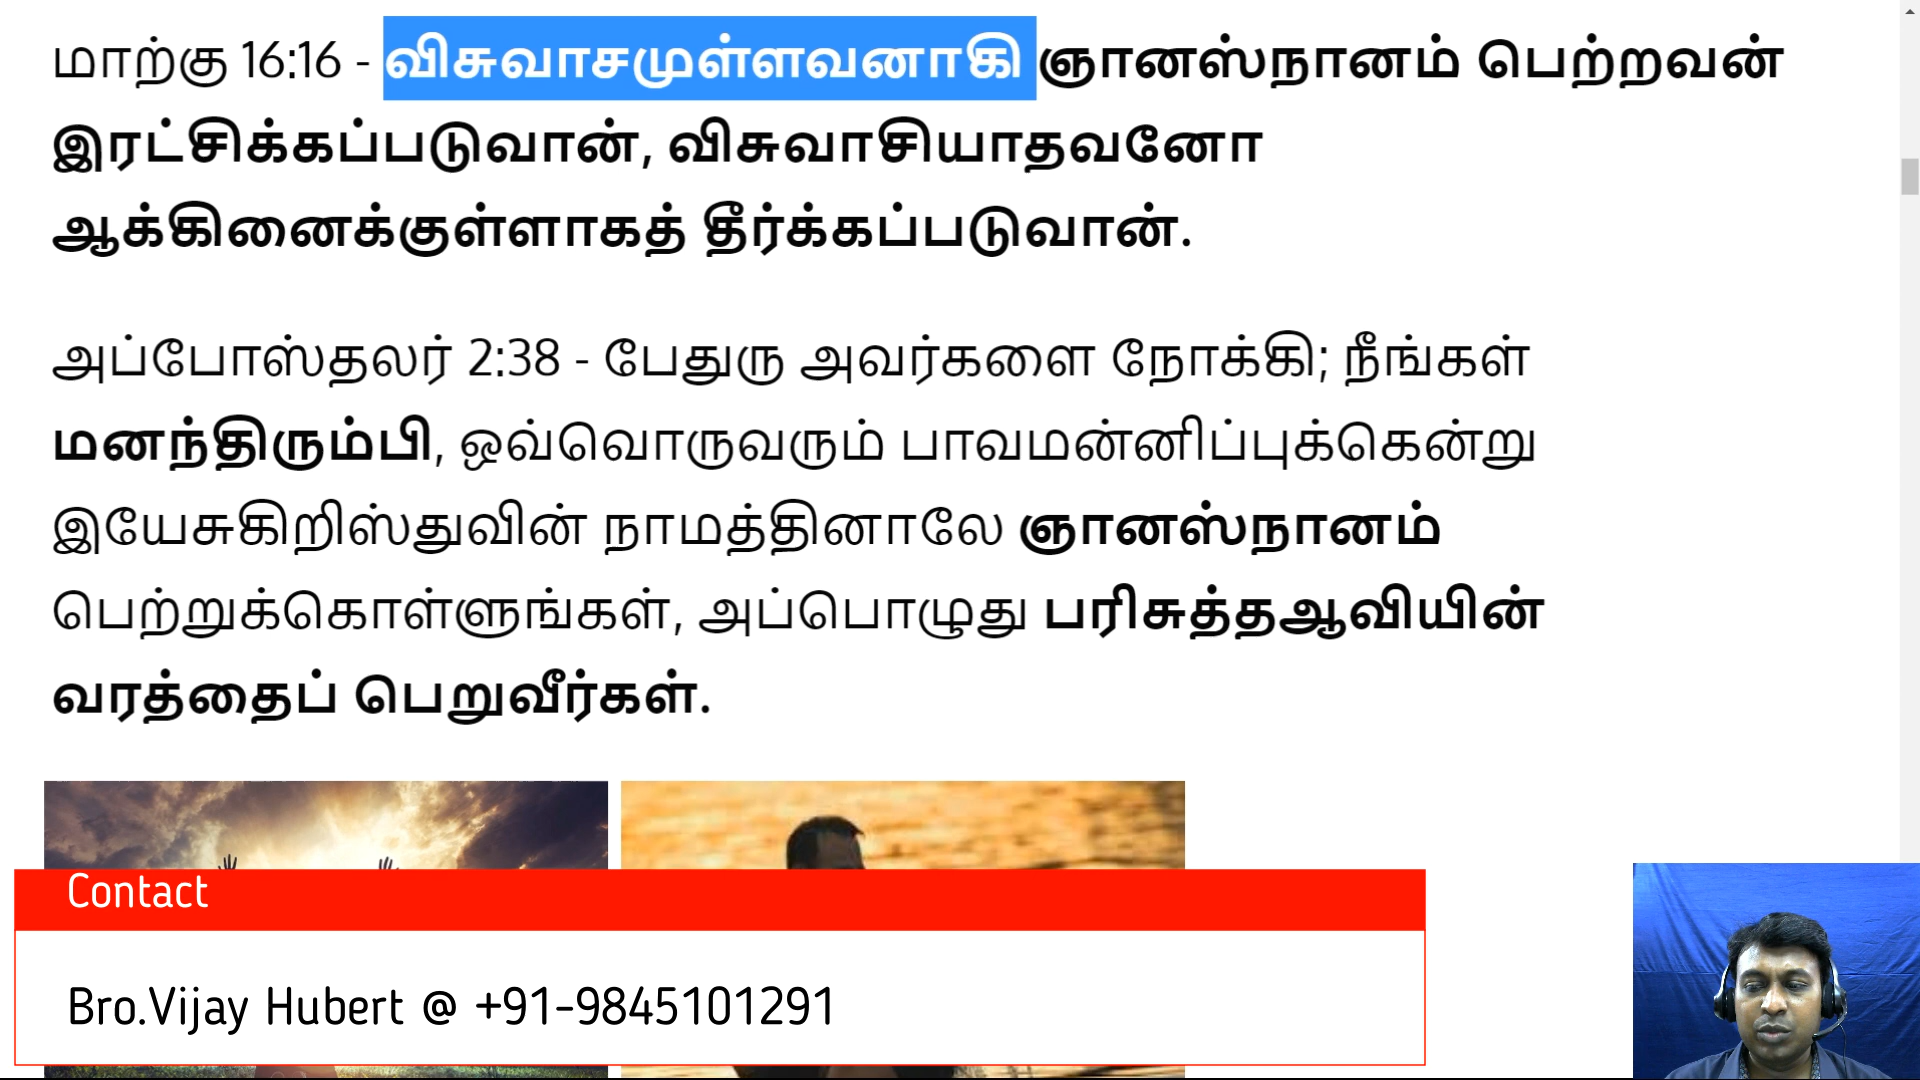 மாற்கு 16:16 - விசுவாசமுள்ளவனாகி ஞானஸ்நானம் பெற்றவன்
இரட்சிக்கப்படுவான், விசுவாசியாதவனோ
ஆக்கினைக்குள்ளாகத் தீர்க்கப்படுவான்.
அப்போஸ்தலர் 2:38 - பேதுரு அவர்களை நோக்கி; நீங்கள்
மனந்திரும்பி, ஒவ்வொருவரும் பாவமன்னிப்புக்கென்று
இயேசுகிறிஸ்துவின் நாமத்தினாலே ஞானஸ்நானம்
பெற்றுக்கொள்ளுங்கள், அப்பொழுது பரிசுத்தஆவியின்
வரத்தைப் பெறுவீர்கள்.
Contact
Bro.Vijay Hubert @ +91-9845101291